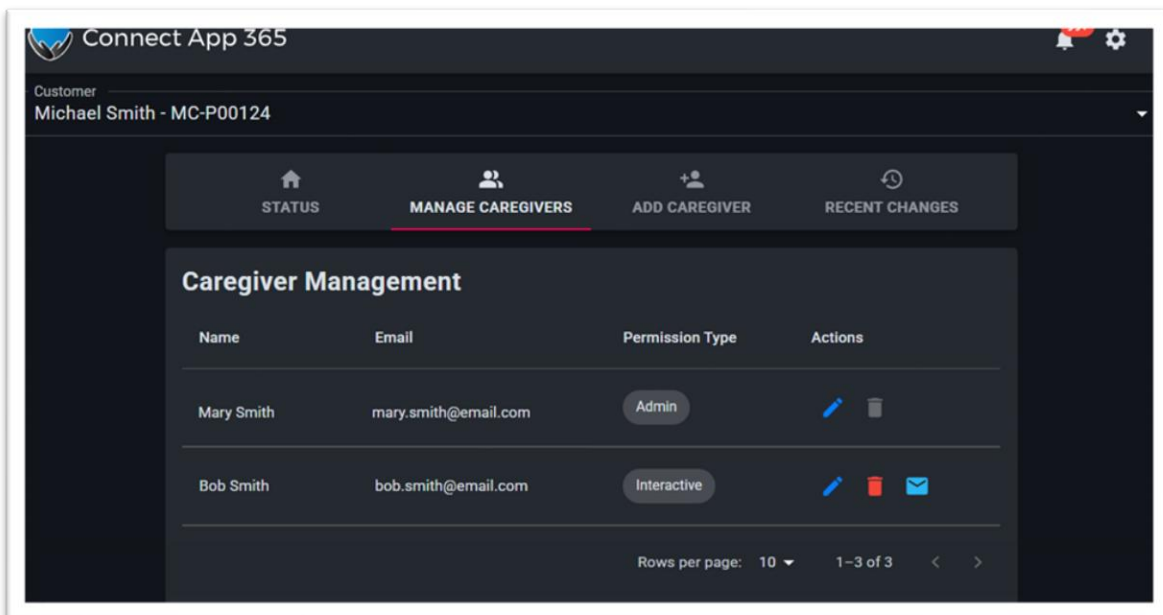 Connect App 365
Customer
Michael Smith - MC-P00124
STATUS MANAGE CAREGIVERS ADD CAREGIVER RECENT CHANGES
Caregiver Management
Name Email Permission Type Actions
Mary Smith mary.smith@email.com Admin
Bob Smith bob.smith@email.com Interactive
Rows per page: 10 1–3 of 3